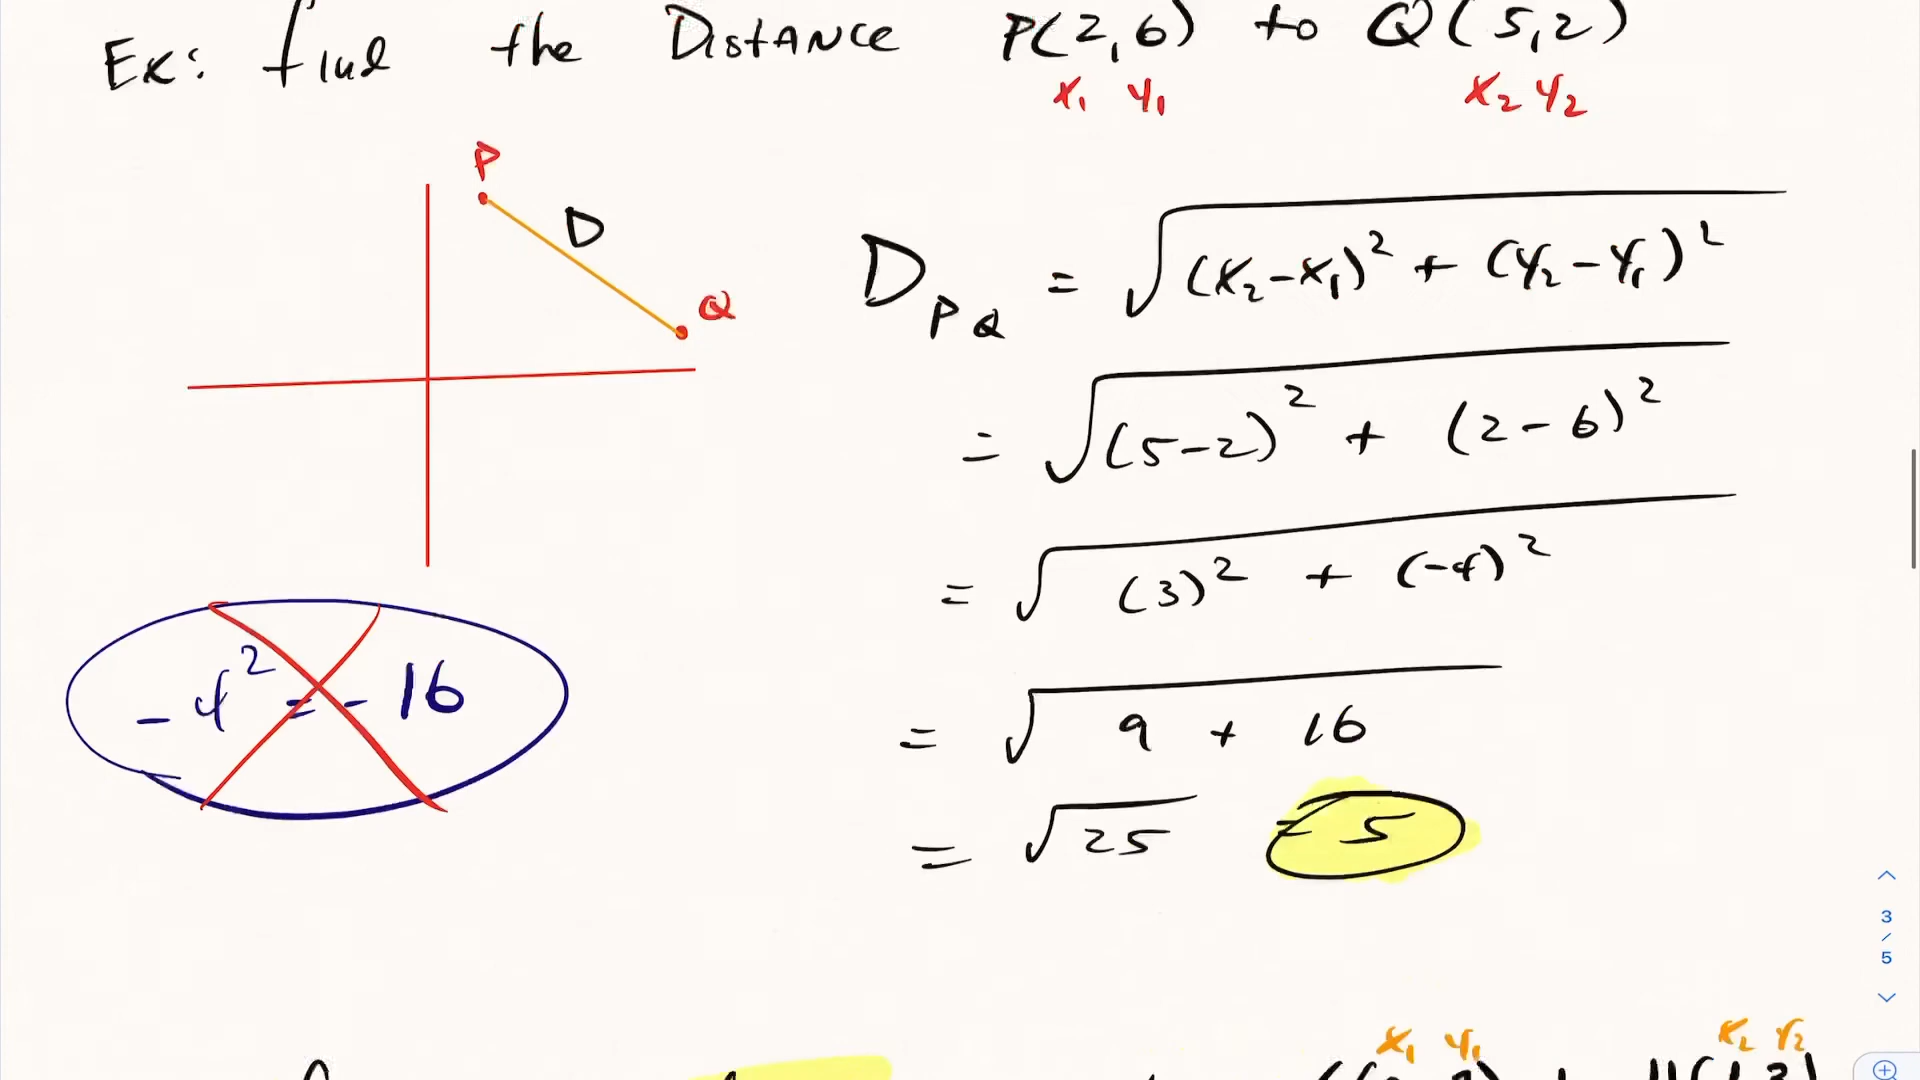 Ex: find the Distance P(2,6) to Q(5,2)
x₁ y₁ x₂ y₂
P
D
Q
D_PQ = √((x₂-x₁)² + (y₂-y₁)²)
= √((5-2)² + (2-6)²)
= √((3)² + (-4)²)
-4² = -16
= √(9 + 16)
= √25 = 5
3
/
5
x₁ y₁ x₂ y₂